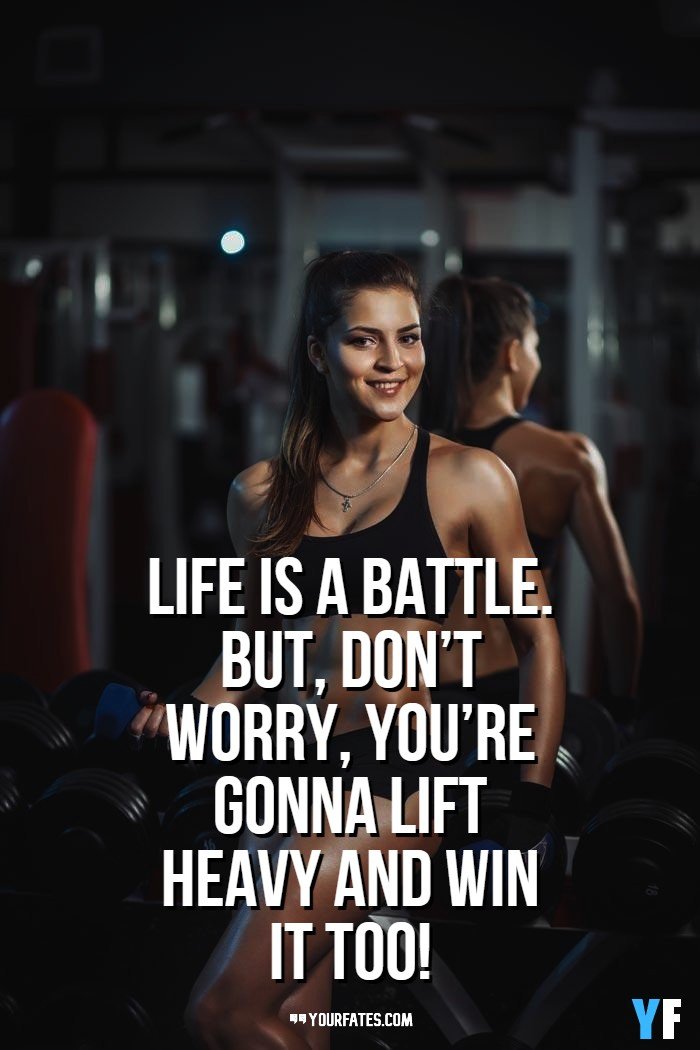 LIFE IS A BATTLE.
BUT, DON'T
WORRY, YOU'RE
GONNA LIFT
HEAVY AND WIN
IT TOO!
YOURFATES.COM
YF